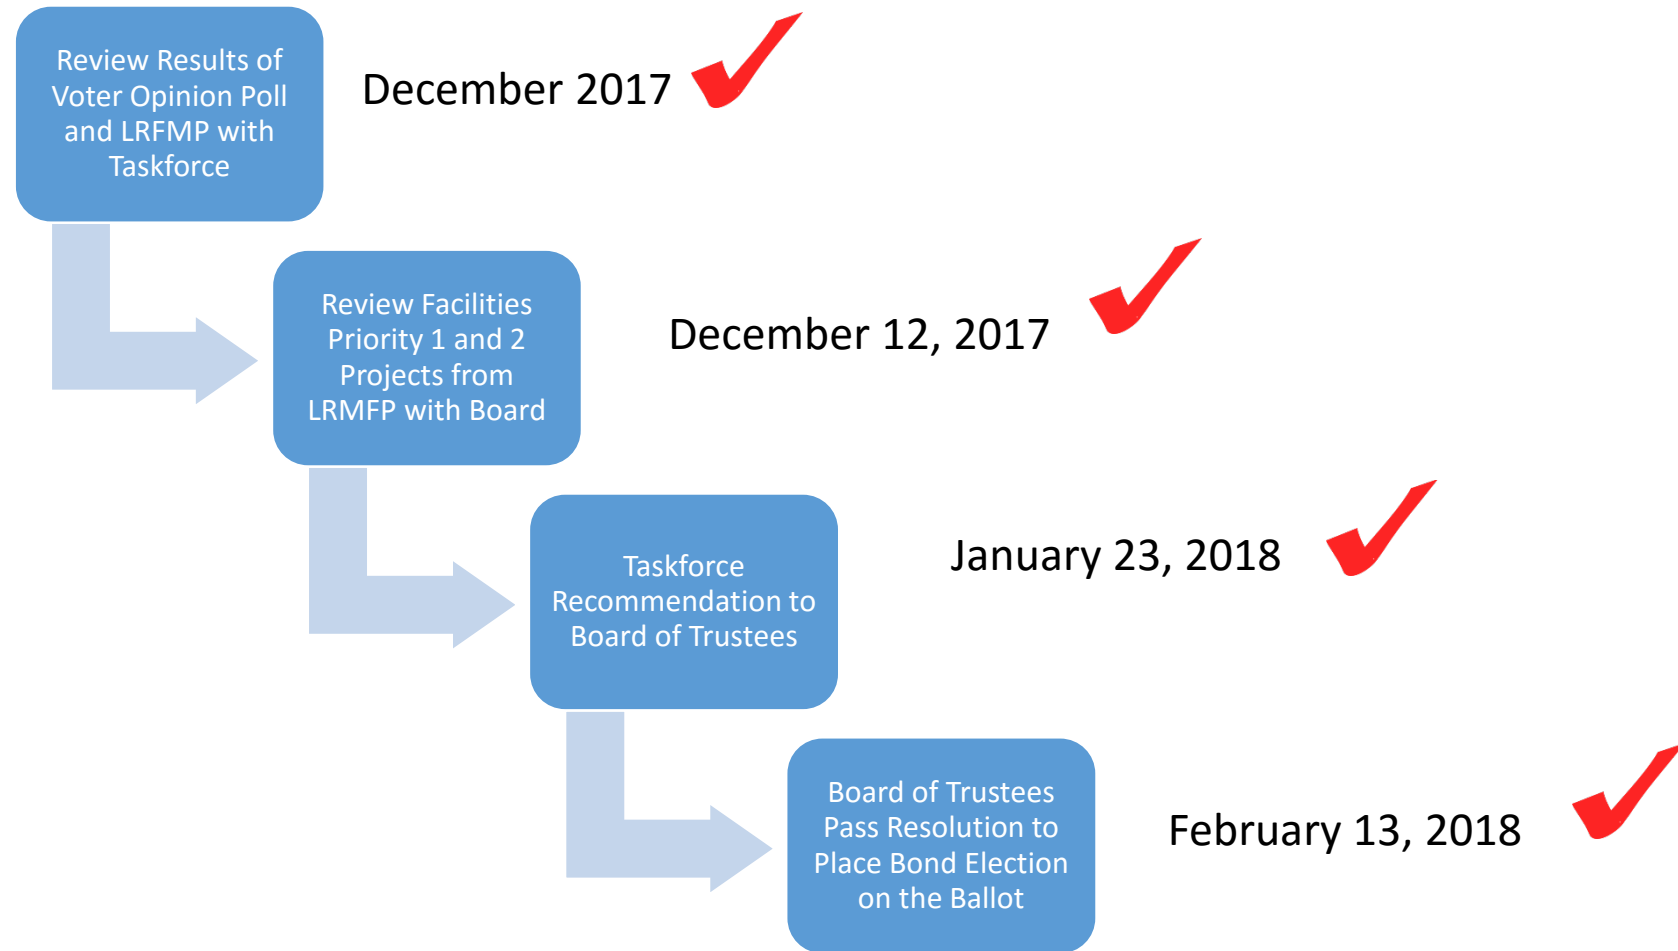 Review Results of
Voter Opinion Poll
and LRFMP with
Taskforce
December 2017
Review Facilities
Priority 1 and 2
Projects from
LRMFP with Board
December 12, 2017
Taskforce
Recommendation to
Board of Trustees
January 23, 2018
Board of Trustees
Pass Resolution to
Place Bond Election
on the Ballot
February 13, 2018